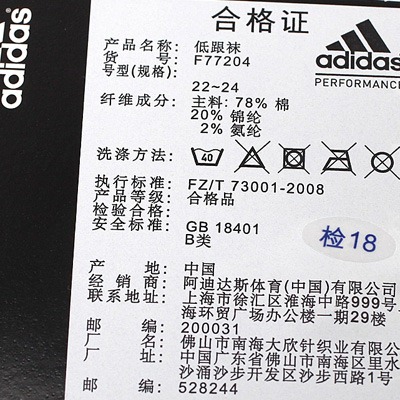 adidas
合格证
adidas
PERFORMANCE
产品名称: 低跟袜
货 号: F77204
号型(规格):
22~24
纤维成分: 主料: 78% 棉
20% 锦纶
2% 氨纶
洗涤方法: 40
执行标准: FZ/T 73001-2008
产品等级: 合格品
检验合格:
安全标准: GB 18401
B类
检18
产 地: 中国
经 销 商: 阿迪达斯体育(中国)有限公
联系地址: 上海市徐汇区淮海中路999号
海环贸广场办公楼一期29楼
邮 编: 200031
厂 名: 佛山市南海大欣针织业有限公
厂 址: 中国广东省佛山市南海区里水
沙涌沙步开发区沙步西路1号
邮 编: 528244